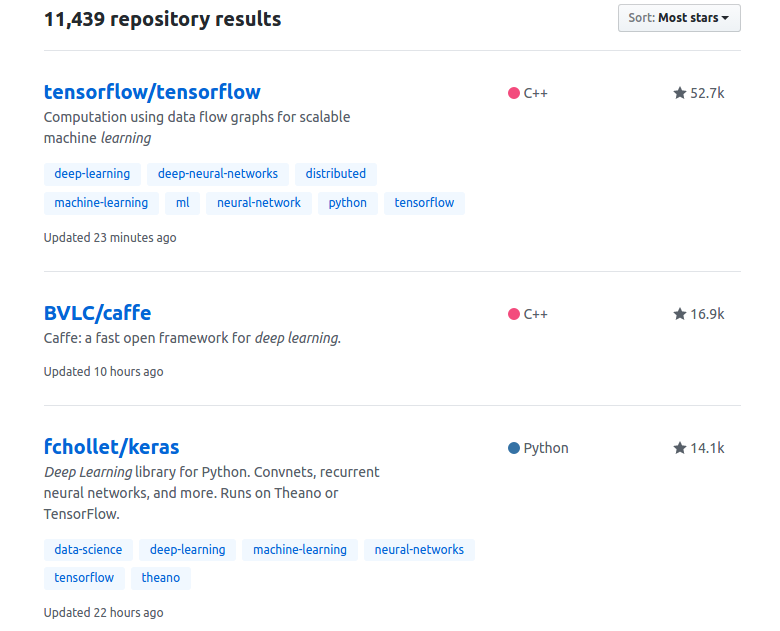 11,439 repository results
Sort: Most stars
tensorflow/tensorflow
C++
52.7k
Computation using data flow graphs for scalable
machine learning
deep-learning deep-neural-networks distributed
machine-learning ml neural-network python tensorflow
Updated 23 minutes ago
BVLC/caffe
C++
16.9k
Caffe: a fast open framework for deep learning.
Updated 10 hours ago
fchollet/keras
Python
14.1k
Deep Learning library for Python. Convnets, recurrent
neural networks, and more. Runs on Theano or
TensorFlow.
data-science deep-learning machine-learning neural-networks
tensorflow theano
Updated 22 hours ago